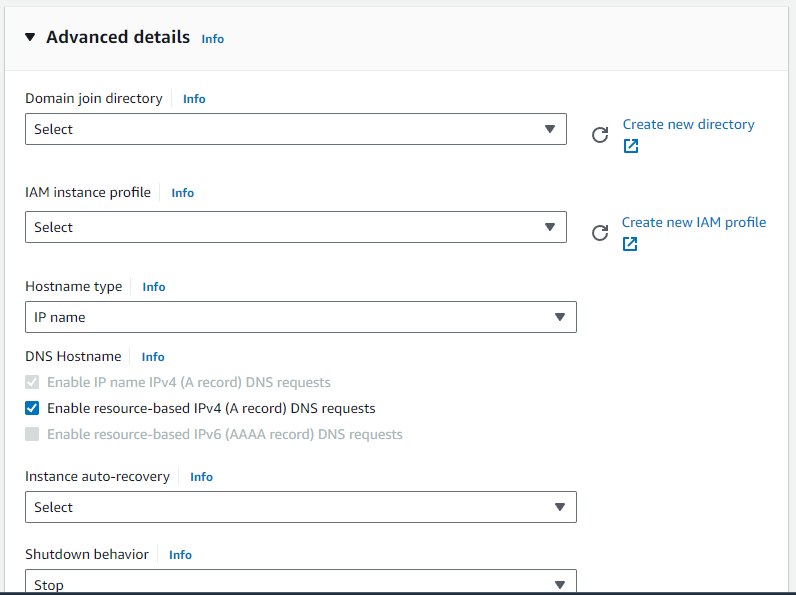 Advanced details Info
Domain join directory Info
Select
Create new directory
IAM instance profile Info
Select
Create new IAM profile
Hostname type Info
IP name
DNS Hostname Info
Enable IP name IPv4 (A record) DNS requests
Enable resource-based IPv4 (A record) DNS requests
Enable resource-based IPv6 (AAAA record) DNS requests
Instance auto-recovery Info
Select
Shutdown behavior Info
Stop